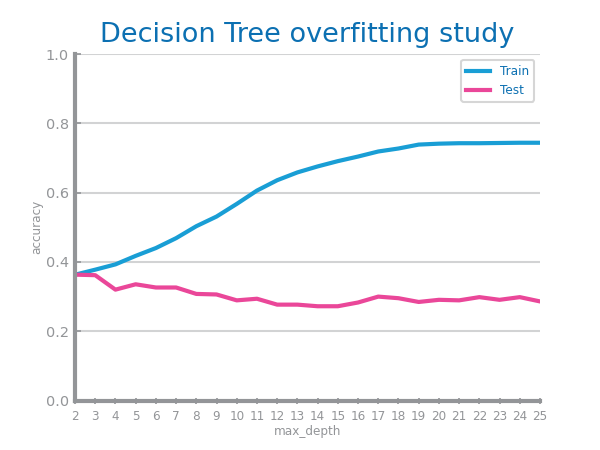 Decision Tree overfitting study
1.0
Train
Test
0.8
0.6
accuracy
0.4
0.2
0.0
2 3 4 5 6 7 8 9 10 11 12 13 14 15 16 17 18 19 20 21 22 23 24 25
max_depth